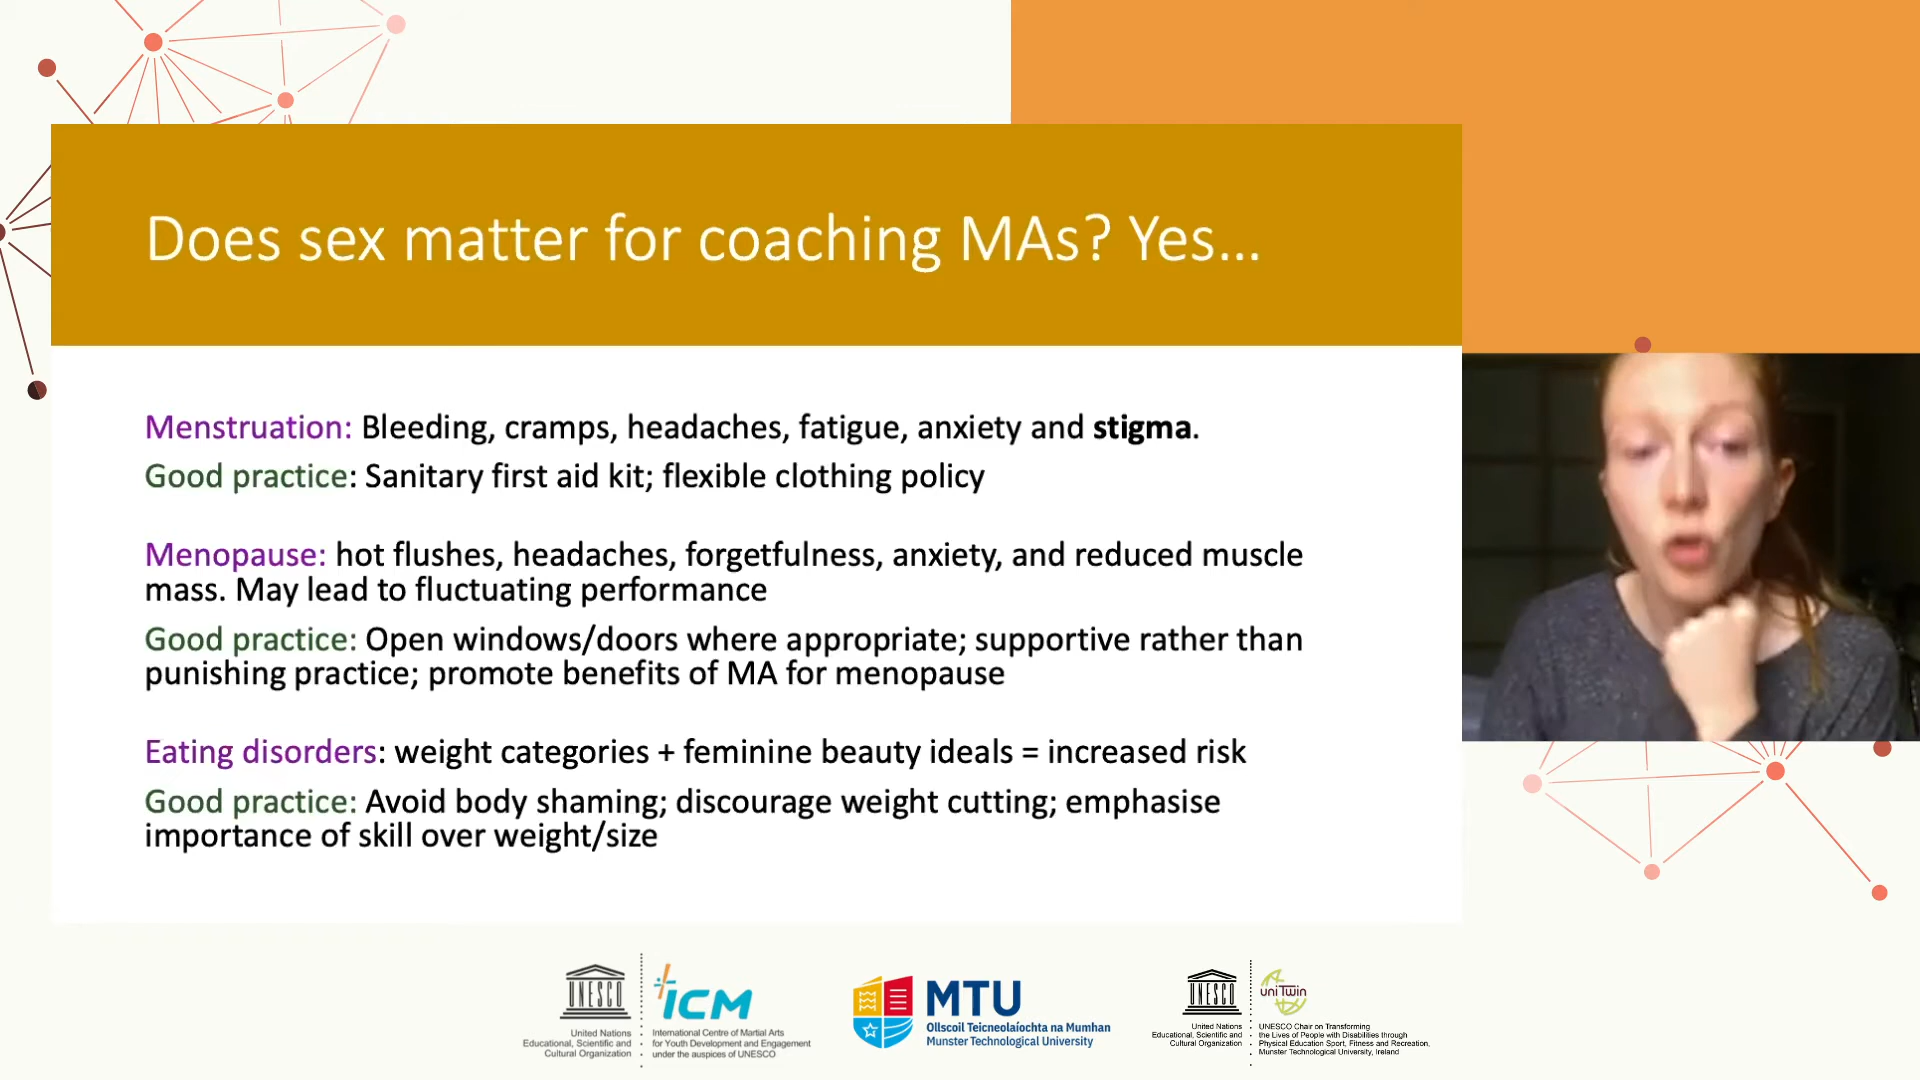 Does sex matter for coaching MAs? Yes...
Menstruation: Bleeding, cramps, headaches, fatigue, anxiety and stigma.
Good practice: Sanitary first aid kit; flexible clothing policy
Menopause: hot flushes, headaches, forgetfulness, anxiety, and reduced muscle
mass. May lead to fluctuating performance
Good practice: Open windows/doors where appropriate; supportive rather than
punishing practice; promote benefits of MA for menopause
Eating disorders: weight categories + feminine beauty ideals = increased risk
Good practice: Avoid body shaming; discourage weight cutting; emphasise
importance of skill over weight/size
UNESCO
United Nations
Educational, Scientific and
Cultural Organization
ICM
International Centre of Martial Arts
for Youth Development and Engagement
under the auspices of UNESCO
MTU
Ollscoil Teicneolaíochta na Mumhan
Munster Technological University
UNESCO
United Nations
Educational, Scientific and
Cultural Organization
uniTwin
UNESCO Chair on Transforming
the Lives of People with Disabilities through
Physical Education Sport, Fitness and Recreation,
Munster Technological University, Ireland